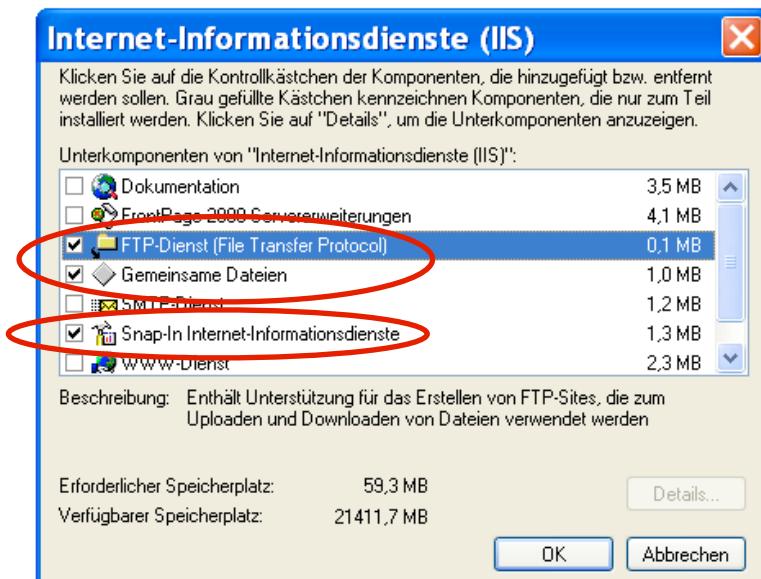 Internet-Informationsdienste (IIS)
Klicken Sie auf die Kontrollkästchen der Komponenten, die hinzugefügt bzw. entfernt
werden sollen. Grau gefüllte Kästchen kennzeichnen Komponenten, die nur zum Teil
installiert werden. Klicken Sie auf "Details", um die Unterkomponenten anzuzeigen.
Unterkomponenten von "Internet-Informationsdienste (IIS)":
Dokumentation 3,5 MB
FrontPage 2000 Servererweiterungen 4,1 MB
FTP-Dienst (File Transfer Protocol) 0,1 MB
Gemeinsame Dateien 1,0 MB
SMTP-Dienst 1,2 MB
Snap-In Internet-Informationsdienste 1,3 MB
WWW-Dienst 2,3 MB
Beschreibung: Enthält Unterstützung für das Erstellen von FTP-Sites, die zum
Uploaden und Downloaden von Dateien verwendet werden
Erforderlicher Speicherplatz: 59,3 MB
Verfügbarer Speicherplatz: 21411,7 MB
Details...
OK Abbrechen